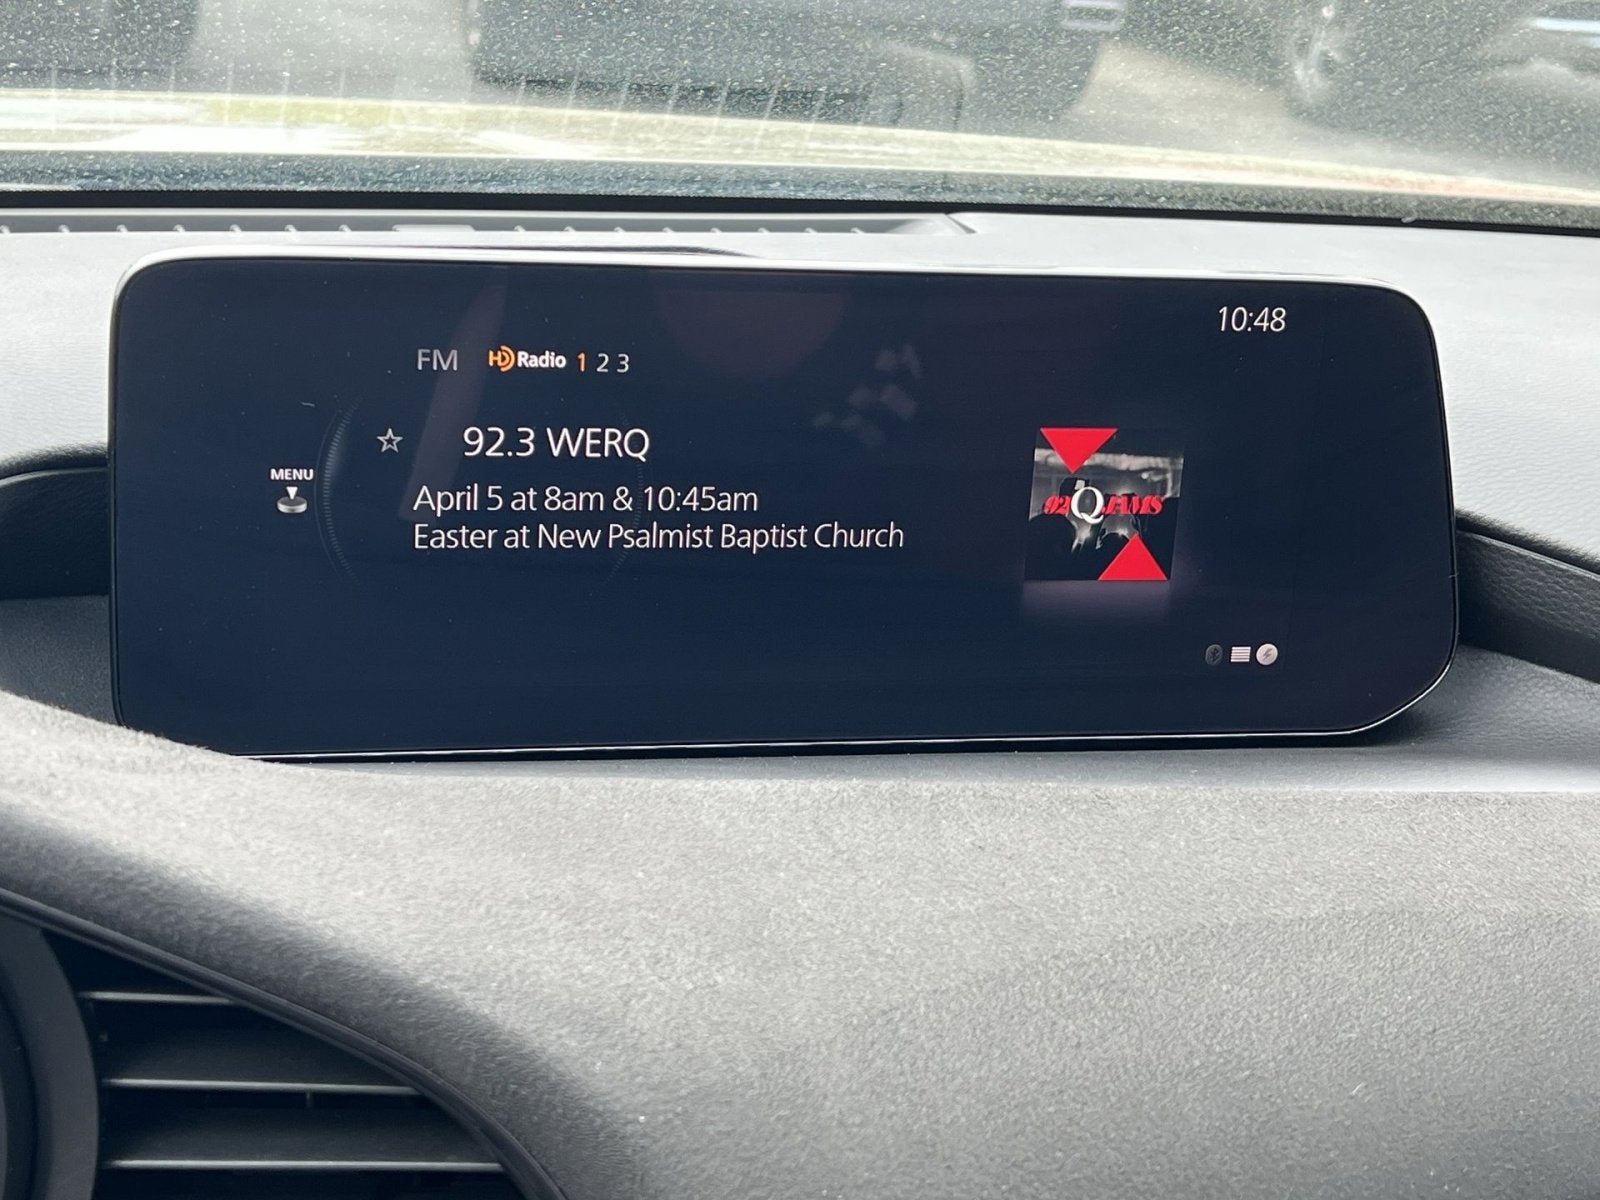 10:48
FM HD Radio 1 2 3
92.3 WERQ
MENU
April 5 at 8am & 10:45am
Easter at New Psalmist Baptist Church
92 Q JAMS